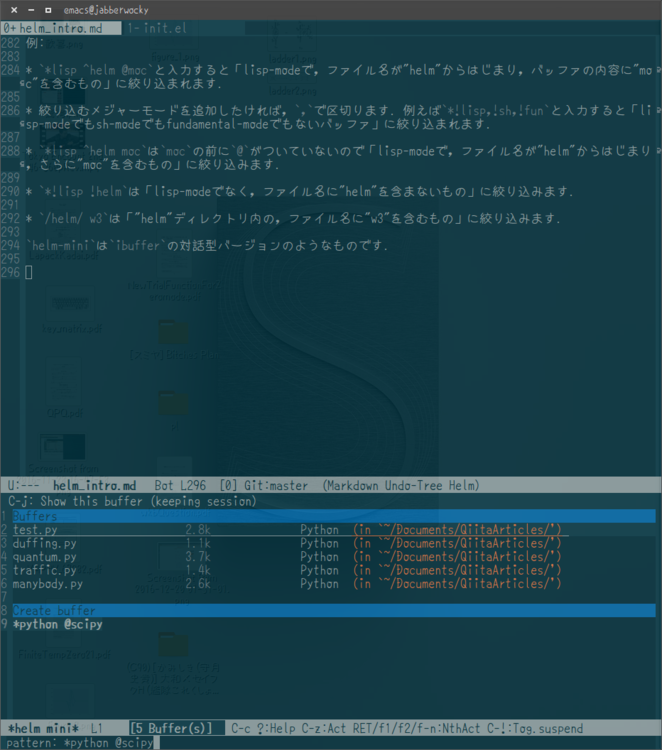 emacs@jabberwocky
0+ helm_intro.md 1- init.el
282 例:
283
284 * `*lisp ^helm @moc`と入力すると「lisp-modeで，ファイル名が"helm"からはじまり，バッファの内容に"mo
c"を含むもの」に絞り込まれます.
285
286 * 絞り込むメジャーモードを追加したければ，`,`で区切ります. 例えば`*!lisp,!sh,!fun`と入力すると「li
sp-modeでもsh-modeでもfundamental-modeでもないバッファ」に絞り込まれます.
287
288 * `*lisp ^helm moc`は`moc`の前に`@`がついていないので「lisp-modeで，ファイル名が"helm"からはじまり
，さらに"moc"を含むもの」に絞り込みます.
289
290 * `*!lisp !helm`は「lisp-modeでなく，ファイル名に"helm"を含まないもの」に絞り込みます.
291
292 * `/helm/ w3`は「"helm"ディレクトリ内の，ファイル名に"w3"を含むもの」に絞り込みます.
293
294 `helm-mini`は`ibuffer`の対話型バージョンのようなものです.
295
296
U:--- helm_intro.md Bot L296 [0] Git:master (Markdown Undo-Tree Helm)
C-j: Show this buffer (keeping session)
1 Buffers
2 test.py 2.8k Python (in `~/Documents/QiitaArticles/')
3 duffing.py 1.1k Python (in `~/Documents/QiitaArticles/')
4 quantum.py 3.7k Python (in `~/Documents/QiitaArticles/')
5 traffic.py 1.4k Python (in `~/Documents/QiitaArticles/')
6 manybody.py 2.6k Python (in `~/Documents/QiitaArticles/')
7
8 Create buffer
9 *python @scipy
*helm mini* L1 [5 Buffer(s)] C-c ?:Help C-z:Act RET/f1/f2/f-n:NthAct C-!:Tog.suspend
pattern: *python @scipy